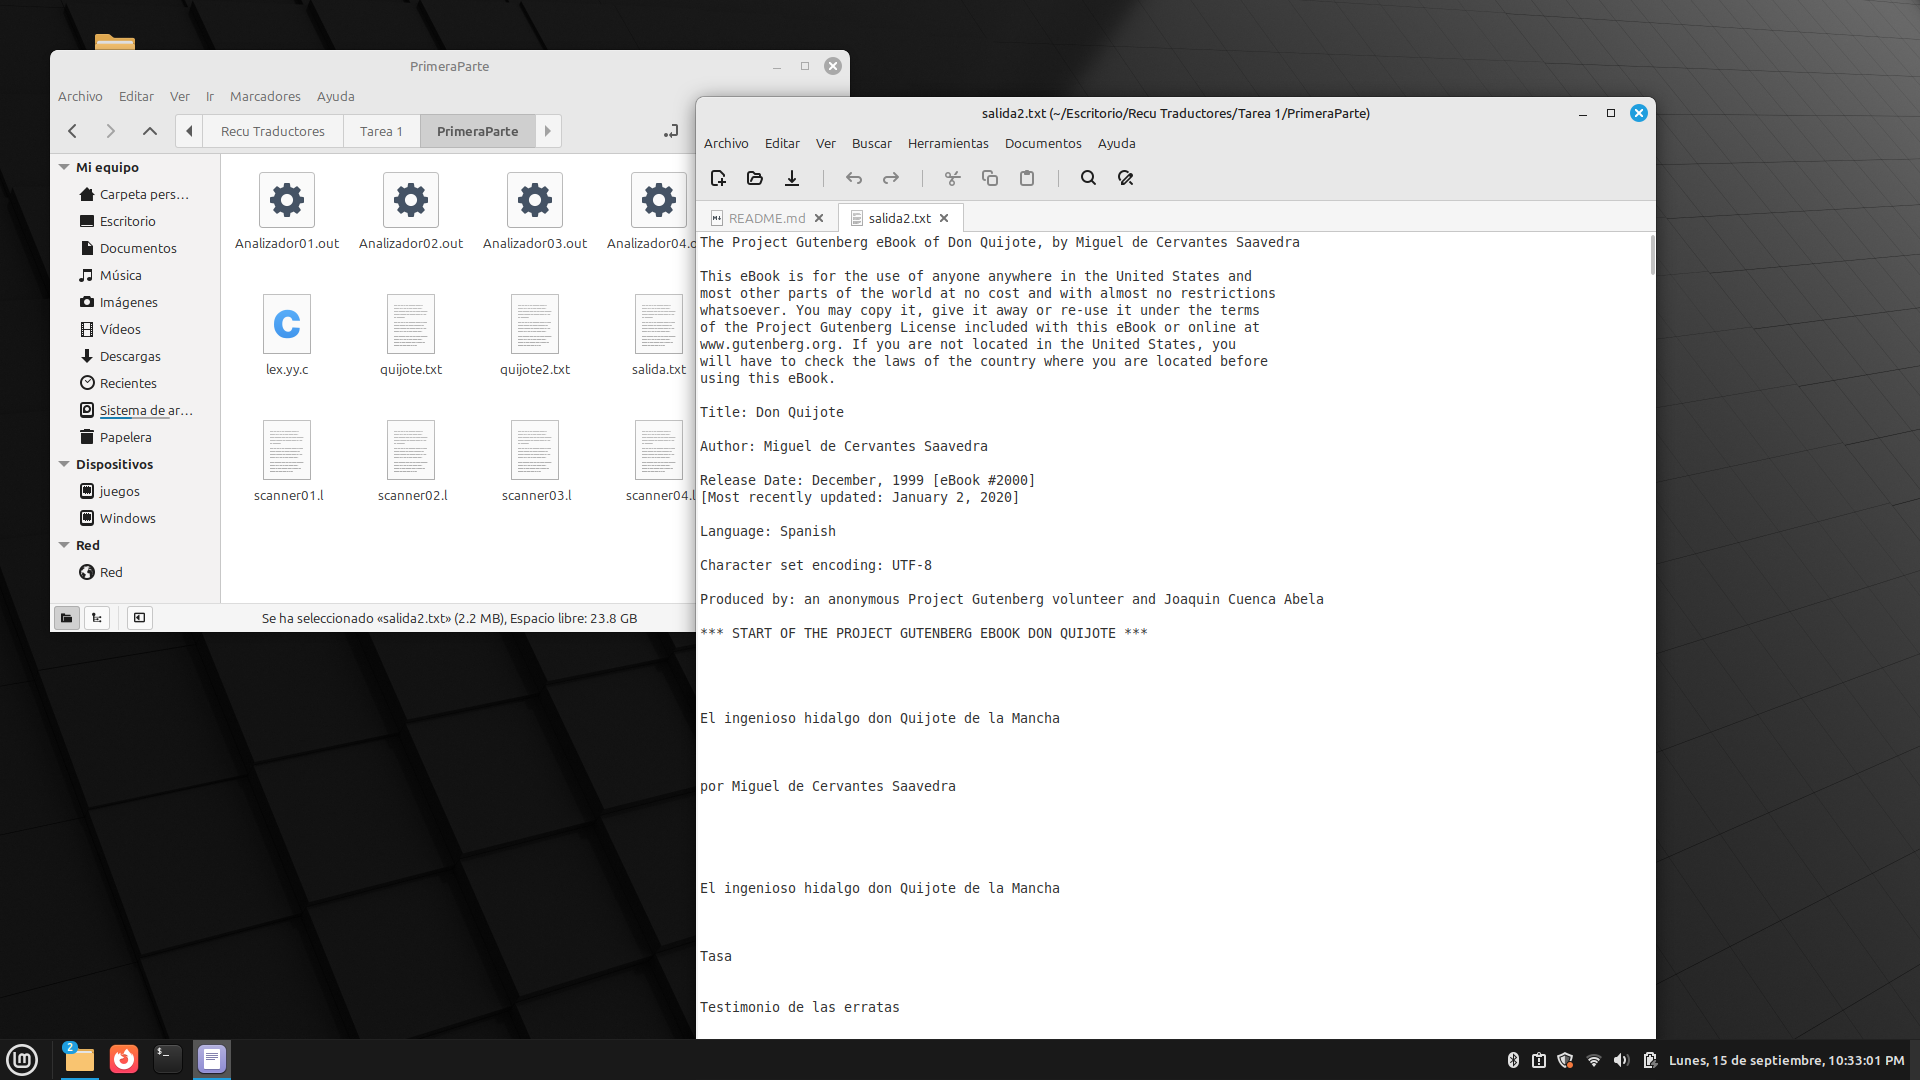 PrimeraParte
Archivo Editar Ver Ir Marcadores Ayuda
Recu Traductores Tarea 1 PrimeraParte
Mi equipo
Carpeta pers…
Escritorio
Documentos
Música
Imágenes
Vídeos
Descargas
Recientes
Sistema de ar…
Papelera
Dispositivos
juegos
Windows
Red
Red
Analizador01.out Analizador02.out Analizador03.out Analizador04.o
lex.yy.c quijote.txt quijote2.txt salida.txt
scanner01.l scanner02.l scanner03.l scanner04.l
Se ha seleccionado «salida2.txt» (2.2 MB), Espacio libre: 23.8 GB
salida2.txt (~/Escritorio/Recu Traductores/Tarea 1/PrimeraParte)
Archivo Editar Ver Buscar Herramientas Documentos Ayuda
README.md salida2.txt
The Project Gutenberg eBook of Don Quijote, by Miguel de Cervantes Saavedra
This eBook is for the use of anyone anywhere in the United States and
most other parts of the world at no cost and with almost no restrictions
whatsoever. You may copy it, give it away or re-use it under the terms
of the Project Gutenberg License included with this eBook or online at
www.gutenberg.org. If you are not located in the United States, you
will have to check the laws of the country where you are located before
using this eBook.
Title: Don Quijote
Author: Miguel de Cervantes Saavedra
Release Date: December, 1999 [eBook #2000]
[Most recently updated: January 2, 2020]
Language: Spanish
Character set encoding: UTF-8
Produced by: an anonymous Project Gutenberg volunteer and Joaquin Cuenca Abela
*** START OF THE PROJECT GUTENBERG EBOOK DON QUIJOTE ***
El ingenioso hidalgo don Quijote de la Mancha
por Miguel de Cervantes Saavedra
El ingenioso hidalgo don Quijote de la Mancha
Tasa
Testimonio de las erratas
2
Lunes, 15 de septiembre, 10:33:01 PM